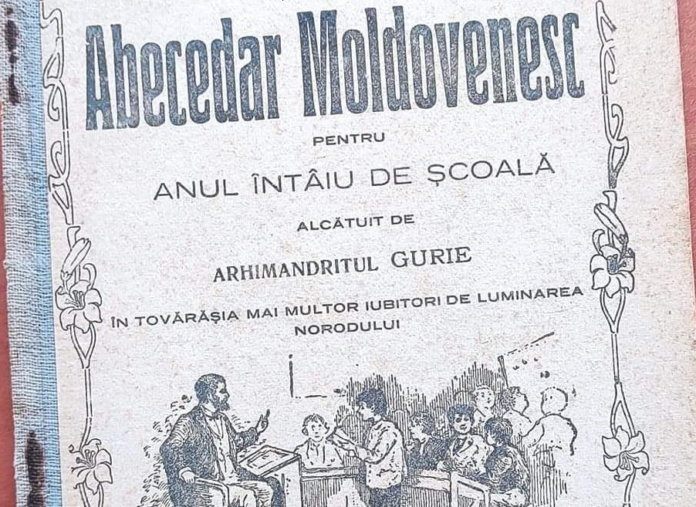 Abecedar Moldovenesc
PENTRU
ANUL ÎNTÂIU DE ȘCOALĂ
ALCĂTUIT DE
ARHIMANDRITUL GURIE
ÎN TOVĂRĂȘIA MAI MULTOR IUBITORI DE LUMINAREA
NORODULUI